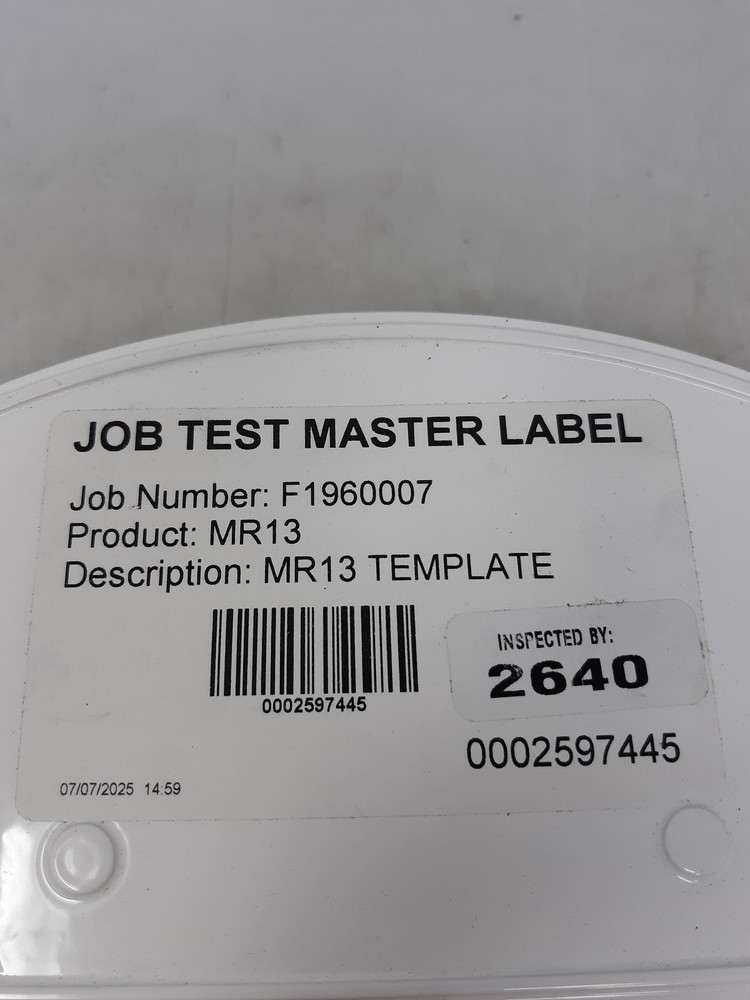 JOB TEST MASTER LABEL
Job Number: F1960007
Product: MR13
Description: MR13 TEMPLATE
0002597445
INSPECTED BY:
2640
0002597445
07/07/2025 14:59